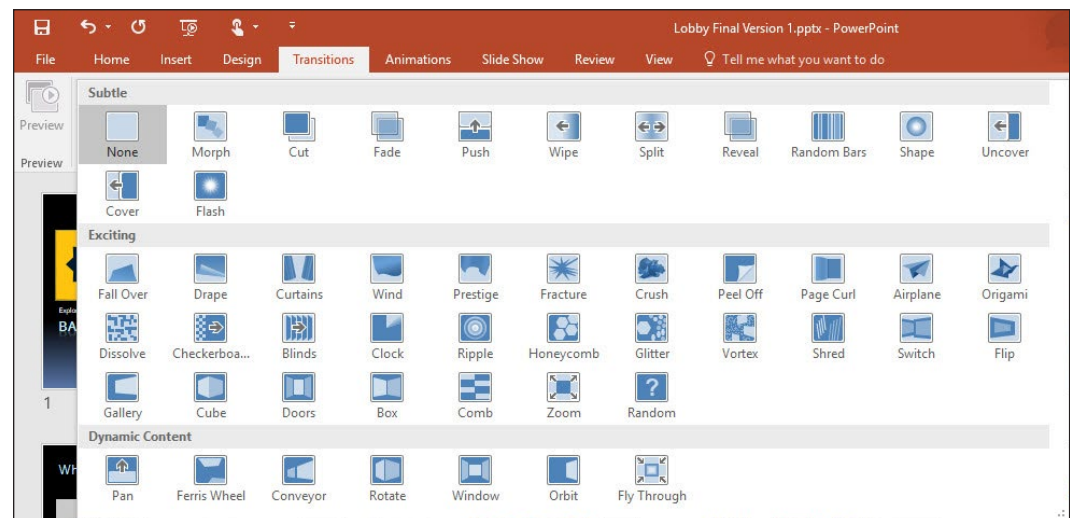 Lobby Final Version 1.pptx - PowerPoint
File Home Insert Design Transitions Animations Slide Show Review View Tell me what you want to do
Subtle
Preview
None Morph Cut Fade Push Wipe Split Reveal Random Bars Shape Uncover
Preview
Cover Flash
Exciting
Fall Over Drape Curtains Wind Prestige Fracture Crush Peel Off Page Curl Airplane Origami
BA
Dissolve Checkerboa... Blinds Clock Ripple Honeycomb Glitter Vortex Shred Switch Flip
1
Gallery Cube Doors Box Comb Zoom ? Random
Dynamic Content
WH
Pan Ferris Wheel Conveyor Rotate Window Orbit Fly Through